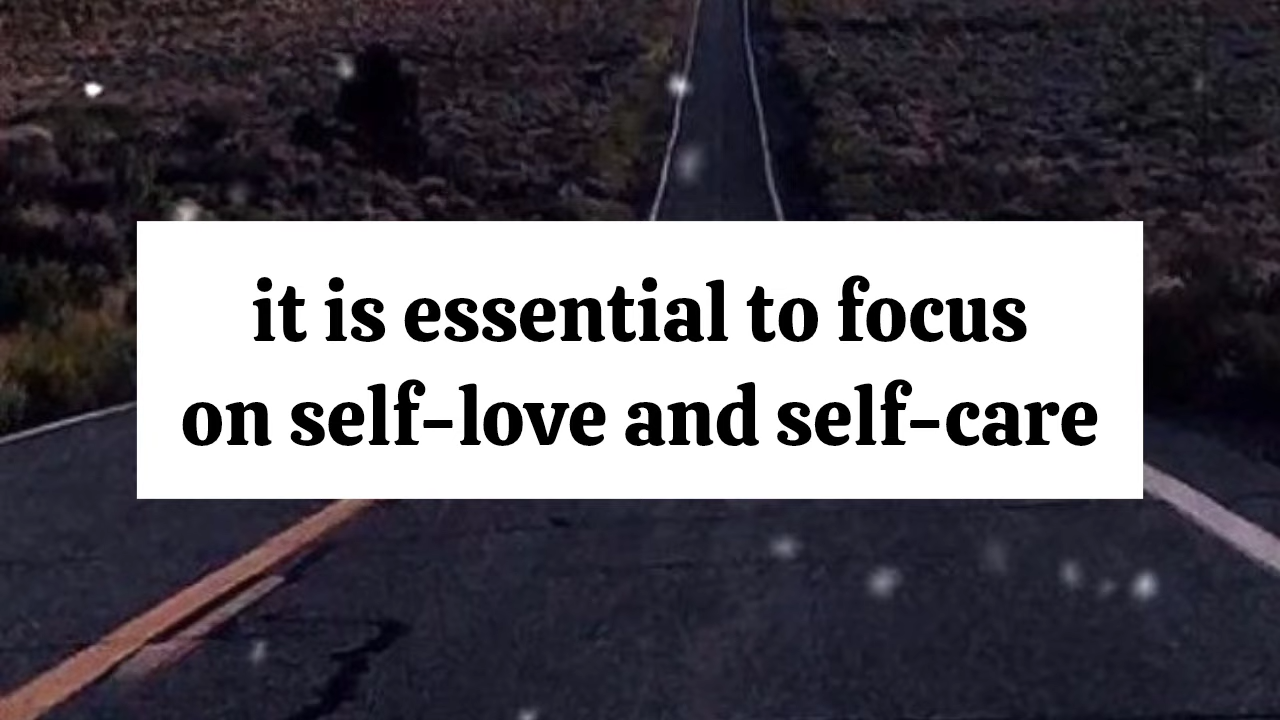 it is essential to focus
on self-love and self-care